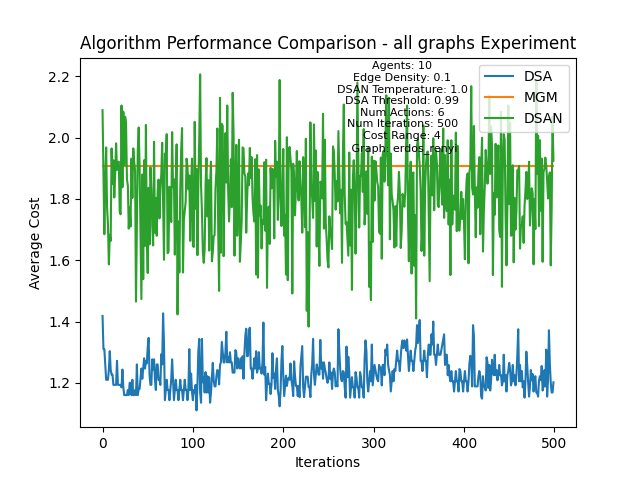 Algorithm Performance Comparison - all graphs Experiment
Agents: 10
Edge Density: 0.1
DSAN Temperature: 1.0
DSA Threshold: 0.99
Num Actions: 6
Num Iterations: 500
Cost Range: 4
Graph: erdos_renyi
DSA
MGM
DSAN
2.2
2.0
1.8
1.6
1.4
1.2
Average Cost
0
100
200
300
400
500
Iterations